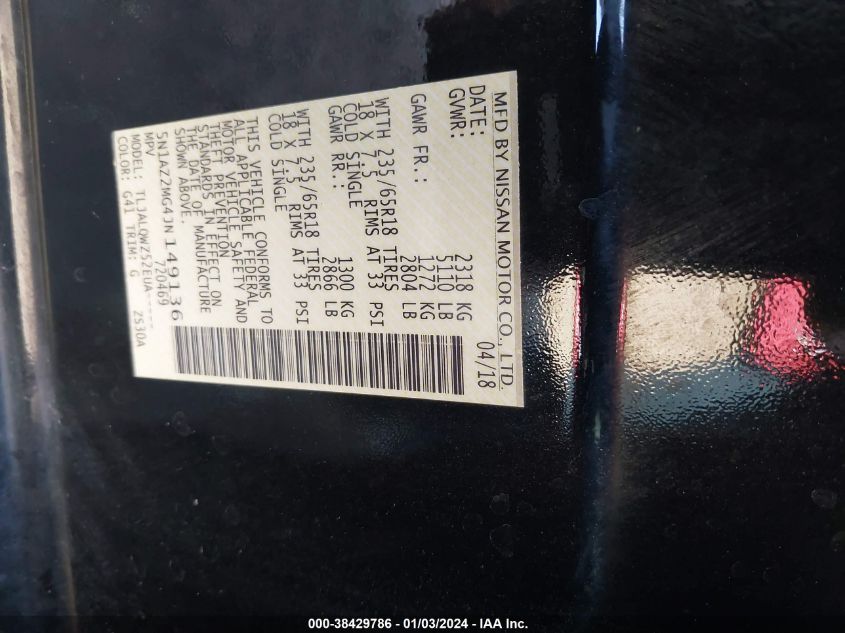 MFD BY NISSAN MOTOR CO., LTD.
DATE: 04/18
GVWR: 2318 KG
5110 LB
GAWR FR.: 1272 KG
2804 LB
WITH 235/65R18 TIRES
18 X 7.5 RIMS AT 33 PSI
COLD SINGLE
GAWR RR.: 1300 KG
2866 LB
WITH 235/65R18 TIRES
18 X 7.5 RIMS AT 33 PSI
COLD SINGLE
THIS VEHICLE CONFORMS TO
ALL APPLICABLE FEDERAL
MOTOR VEHICLE SAFETY AND
THEFT PREVENTION
STANDARDS IN EFFECT ON
THE DATE OF MANUFACTURE
SHOWN ABOVE.
5N1AZ2MG4JN149136
MPV 720469
MODEL: TLJALQWZ52EUA-----
COLOR: G41 TRIM: G Z530A
000-38429786 - 01/03/2024 - IAA Inc.